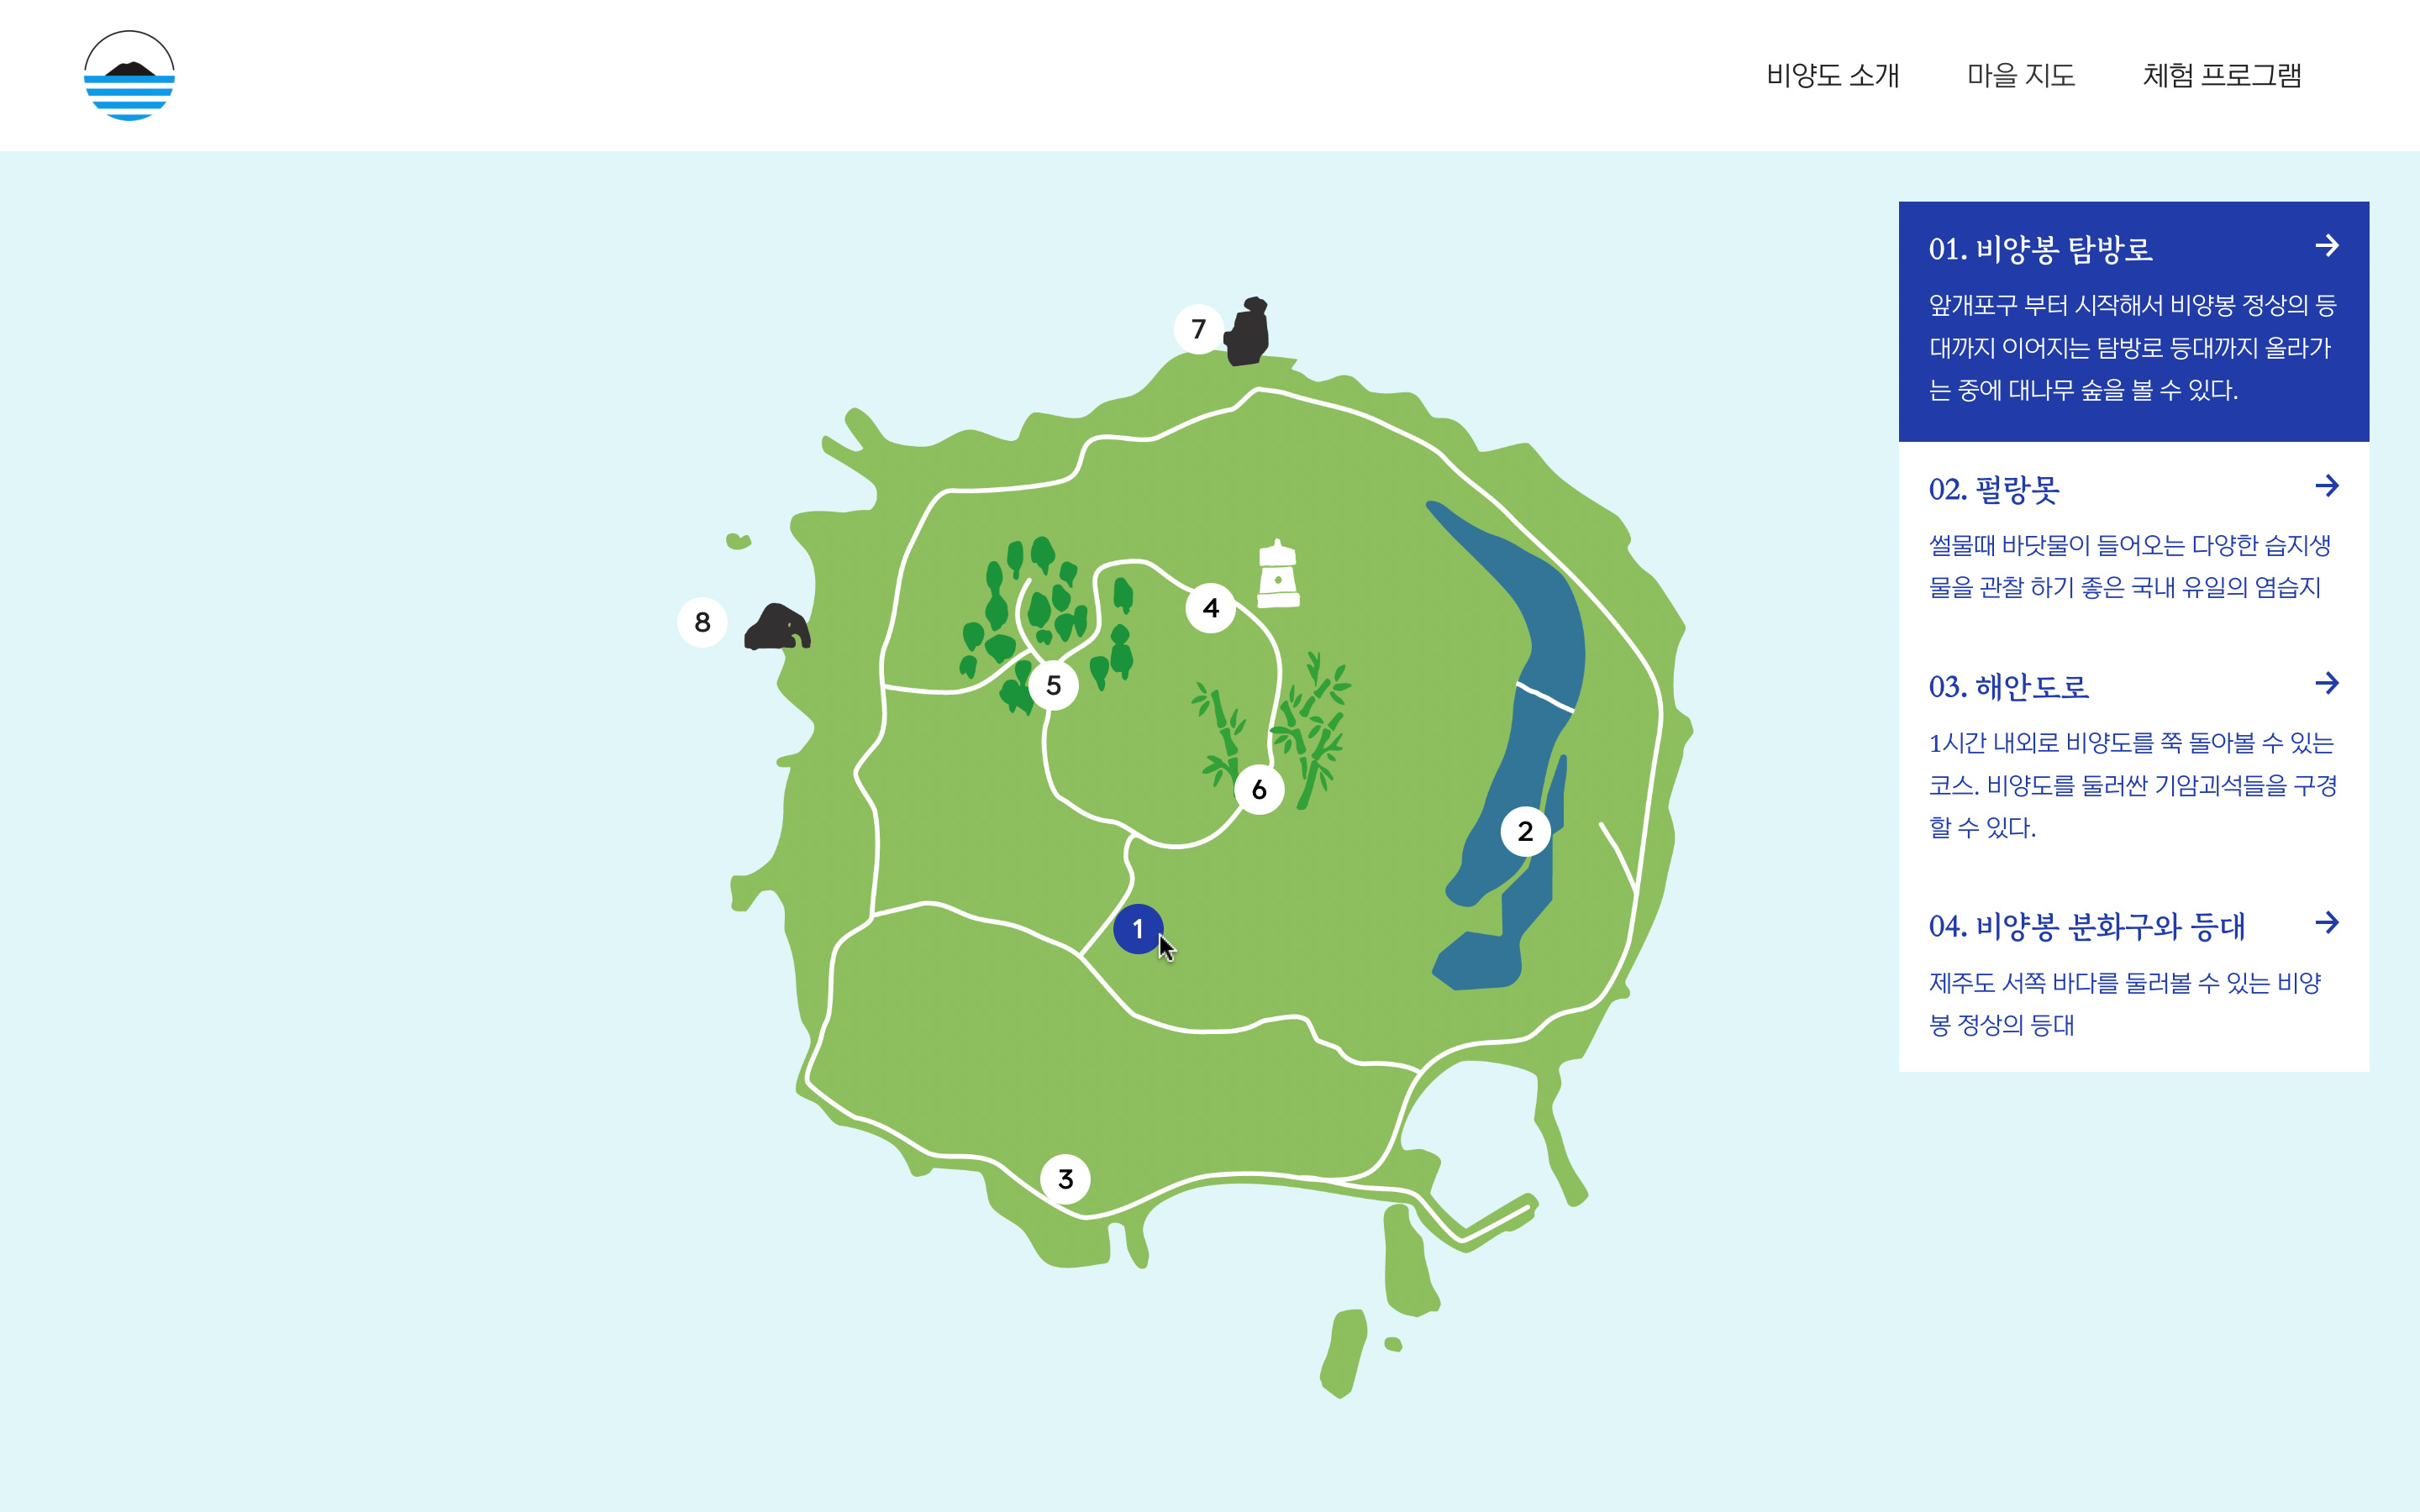 비양도 소개
마을 지도
체험 프로그램
01. 비양봉 탐방로
앞개포구 부터 시작해서 비양봉 정상의 등
대까지 이어지는 탐방로 등대까지 올라가
는 중에 대나무 숲을 볼 수 있다.
02. 펄랑못
썰물때 바닷물이 들어오는 다양한 습지생
물을 관찰 하기 좋은 국내 유일의 염습지
03. 해안도로
1시간 내외로 비양도를 쭉 돌아볼 수 있는
코스. 비양도를 둘러싼 기암괴석들을 구경
할 수 있다.
04. 비양봉 분화구와 등대
제주도 서쪽 바다를 둘러볼 수 있는 비양
봉 정상의 등대
7
8
4
5
6
2
1
3